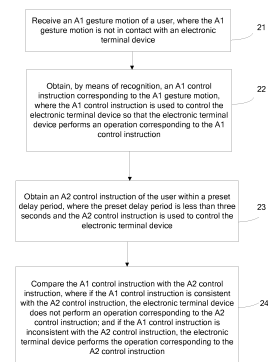 Receive an A1 gesture motion of a user, where the A1
gesture motion is not in contact with an electronic
terminal device
21
Obtain, by means of recognition, an A1 control
instruction corresponding to the A1 gesture motion,
where the A1 control instruction is used to control the
electronic terminal device so that the electronic terminal
device performs an operation corresponding to the A1
control instruction
22
Obtain an A2 control instruction of the user within a preset
delay period, where the preset delay period is less than three
seconds and the A2 control instruction is used to control the
electronic terminal device
23
Compare the A1 control instruction with the A2 control
instruction, where if the A1 control instruction is consistent
with the A2 control instruction, the electronic terminal device
does not perform an operation corresponding to the A2
control instruction; and if the A1 control instruction is
inconsistent with the A2 control instruction, the electronic
terminal device performs the operation corresponding to the
A2 control instruction
24